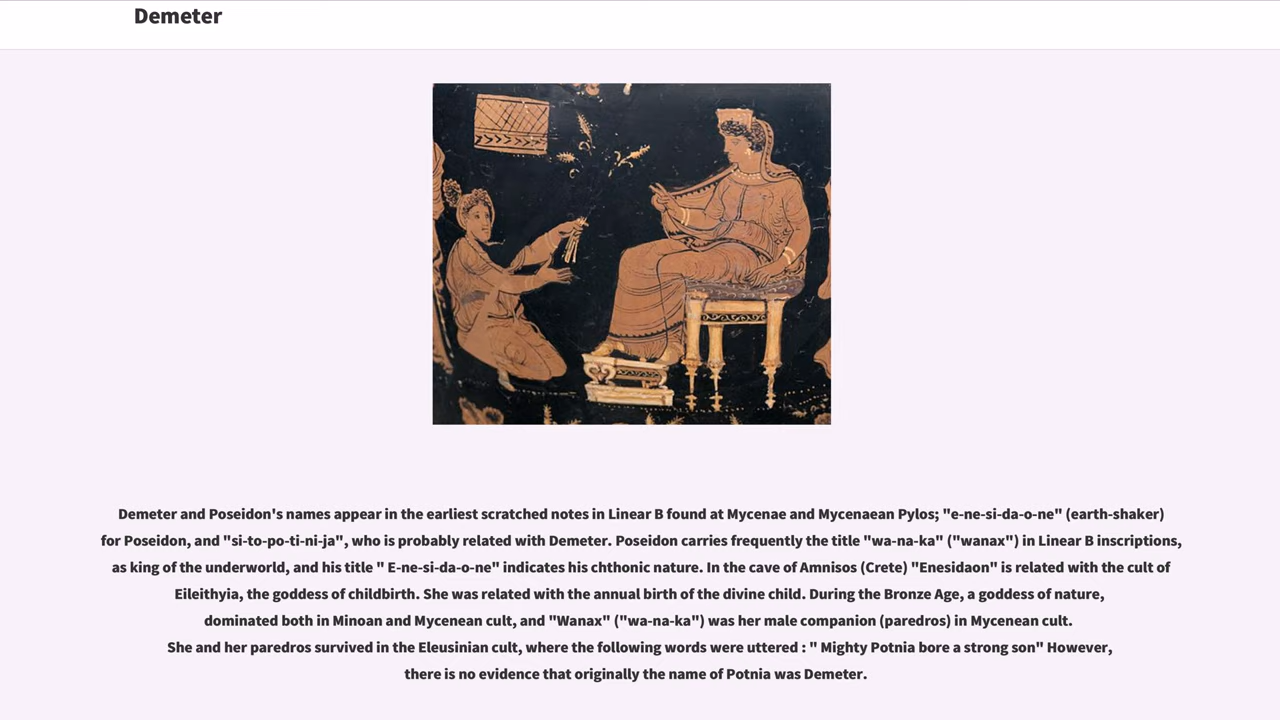 Demeter
Demeter and Poseidon's names appear in the earliest scratched notes in Linear B found at Mycenae and Mycenaean Pylos; "e-ne-si-da-o-ne" (earth-shaker)
for Poseidon, and "si-to-po-ti-ni-ja", who is probably related with Demeter. Poseidon carries frequently the title "wa-na-ka" ("wanax") in Linear B inscriptions,
as king of the underworld, and his title " E-ne-si-da-o-ne" indicates his chthonic nature. In the cave of Amnisos (Crete) "Enesidaon" is related with the cult of
Eileithyia, the goddess of childbirth. She was related with the annual birth of the divine child. During the Bronze Age, a goddess of nature,
dominated both in Minoan and Mycenean cult, and "Wanax" ("wa-na-ka") was her male companion (paredros) in Mycenean cult.
She and her paredros survived in the Eleusinian cult, where the following words were uttered : " Mighty Potnia bore a strong son" However,
there is no evidence that originally the name of Potnia was Demeter.